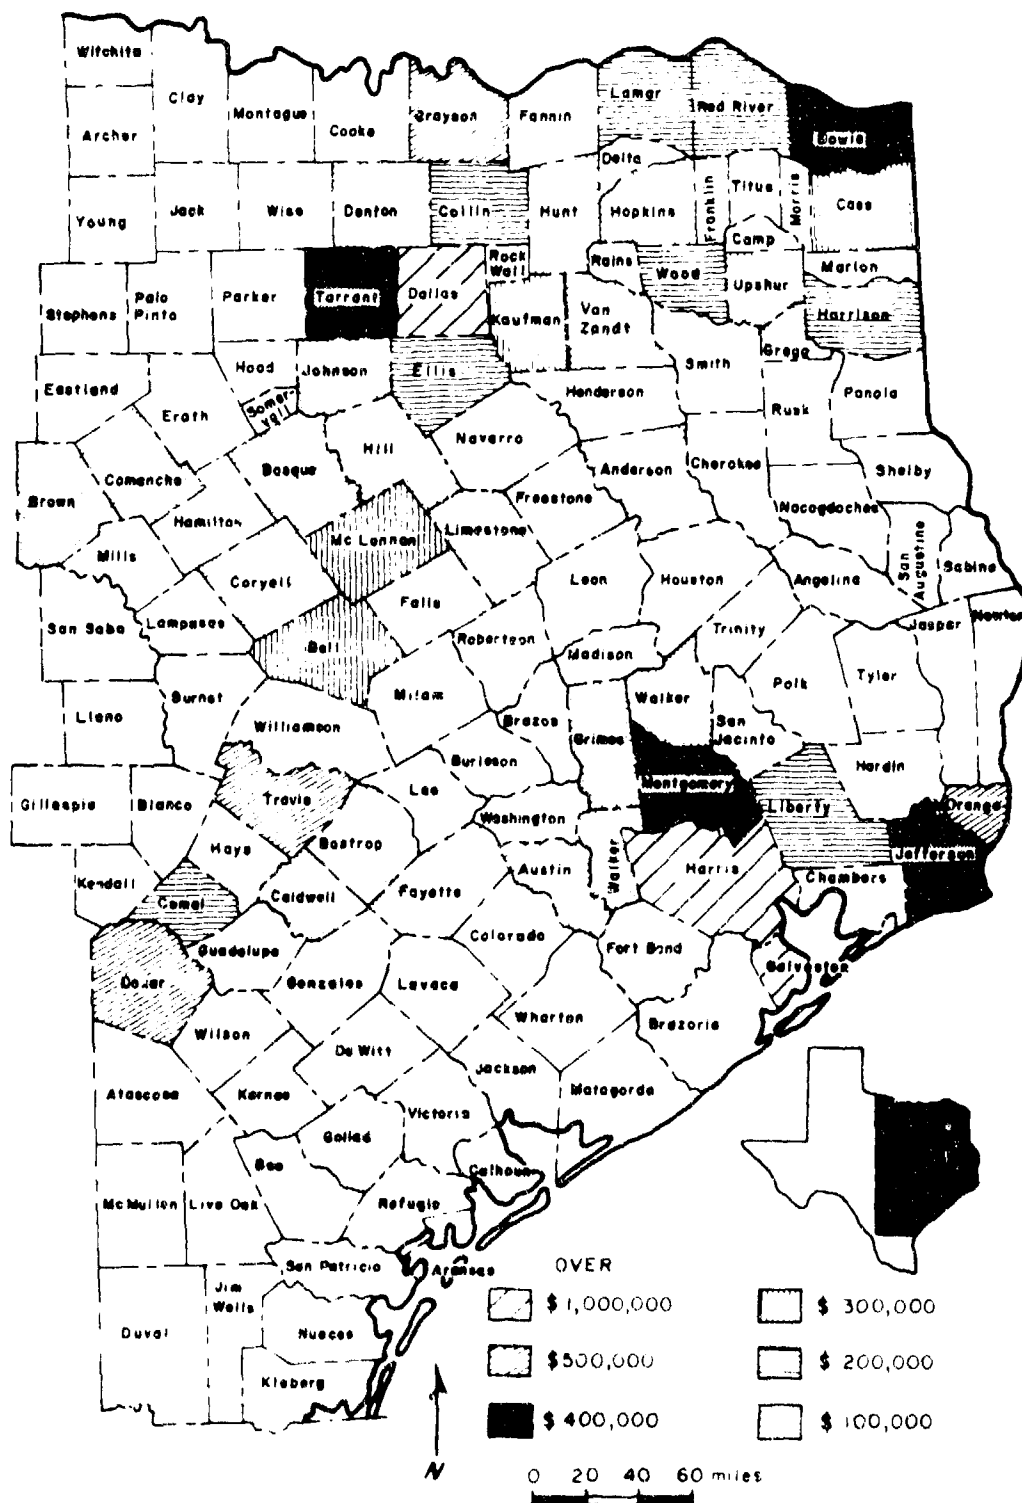 Witchita
Clay
Montague
Cooke
Grayson
Fannin
Lamar
Red River
Bowie
Archer
Delta
Young
Jack
Wise
Denton
Collin
Hunt
Hopkins
Franklin
Titus
Morris
Cass
Camp
Stephens
Palo
Pinto
Parker
Tarrant
Dallas
Rock
Wall
Kaufman
Rains
Van
Zandt
Wood
Upshur
Marion
Harrison
Eastland
Erath
Hood
Somer-
vell
Johnson
Ellis
Henderson
Smith
Gregg
Rusk
Panola
Brown
Comanche
Bosque
Hill
Navarro
Anderson
Cherokee
Shelby
Hamilton
Mc Lennan
Limestone
Freestone
Nacogdoches
San
Augustine
Sabine
Mills
Coryell
Falls
Leon
Houston
Angelina
San Saba
Lampasas
Bell
Robertson
Madison
Trinity
Jasper
Newton
Llano
Burnet
Williamson
Milam
Brazos
Grimes
Walker
San
Jacinto
Polk
Tyler
Gillespie
Blanco
Travis
Lee
Burleson
Washington
Montgomery
Liberty
Hardin
Orange
Jefferson
Kendall
Hays
Bastrop
Caldwell
Fayette
Austin
Waller
Harris
Chambers
Comal
Guadalupe
Gonzales
Lavaca
Colorado
Fort Bend
Galveston
Wilson
De Witt
Wharton
Brazoria
Atascosa
Karnes
Jackson
Matagorda
Victoria
Goliad
Bee
Calhoun
McMullen
Live Oak
Refugio
San Patricio
Aransas
Jim
Wells
Duval
Nueces
Kleberg
OVER
$ 1,000,000
$500,000
$ 400,000
$ 300,000
$ 200,000
$ 100,000
N
0 20 40 60 miles